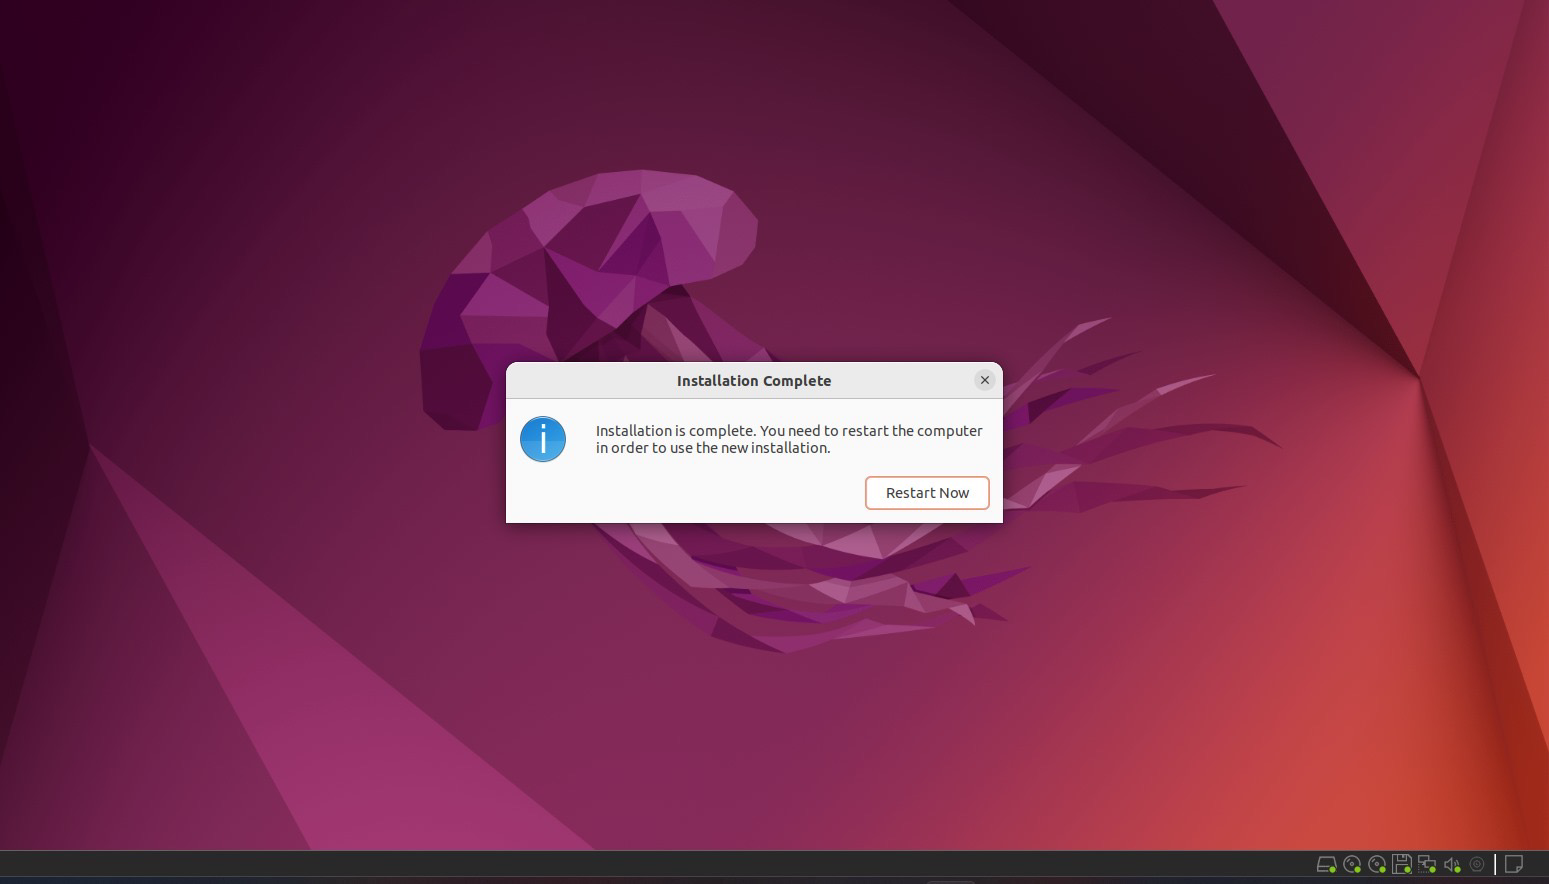 Installation Complete
Installation is complete. You need to restart the computer
in order to use the new installation.
Restart Now